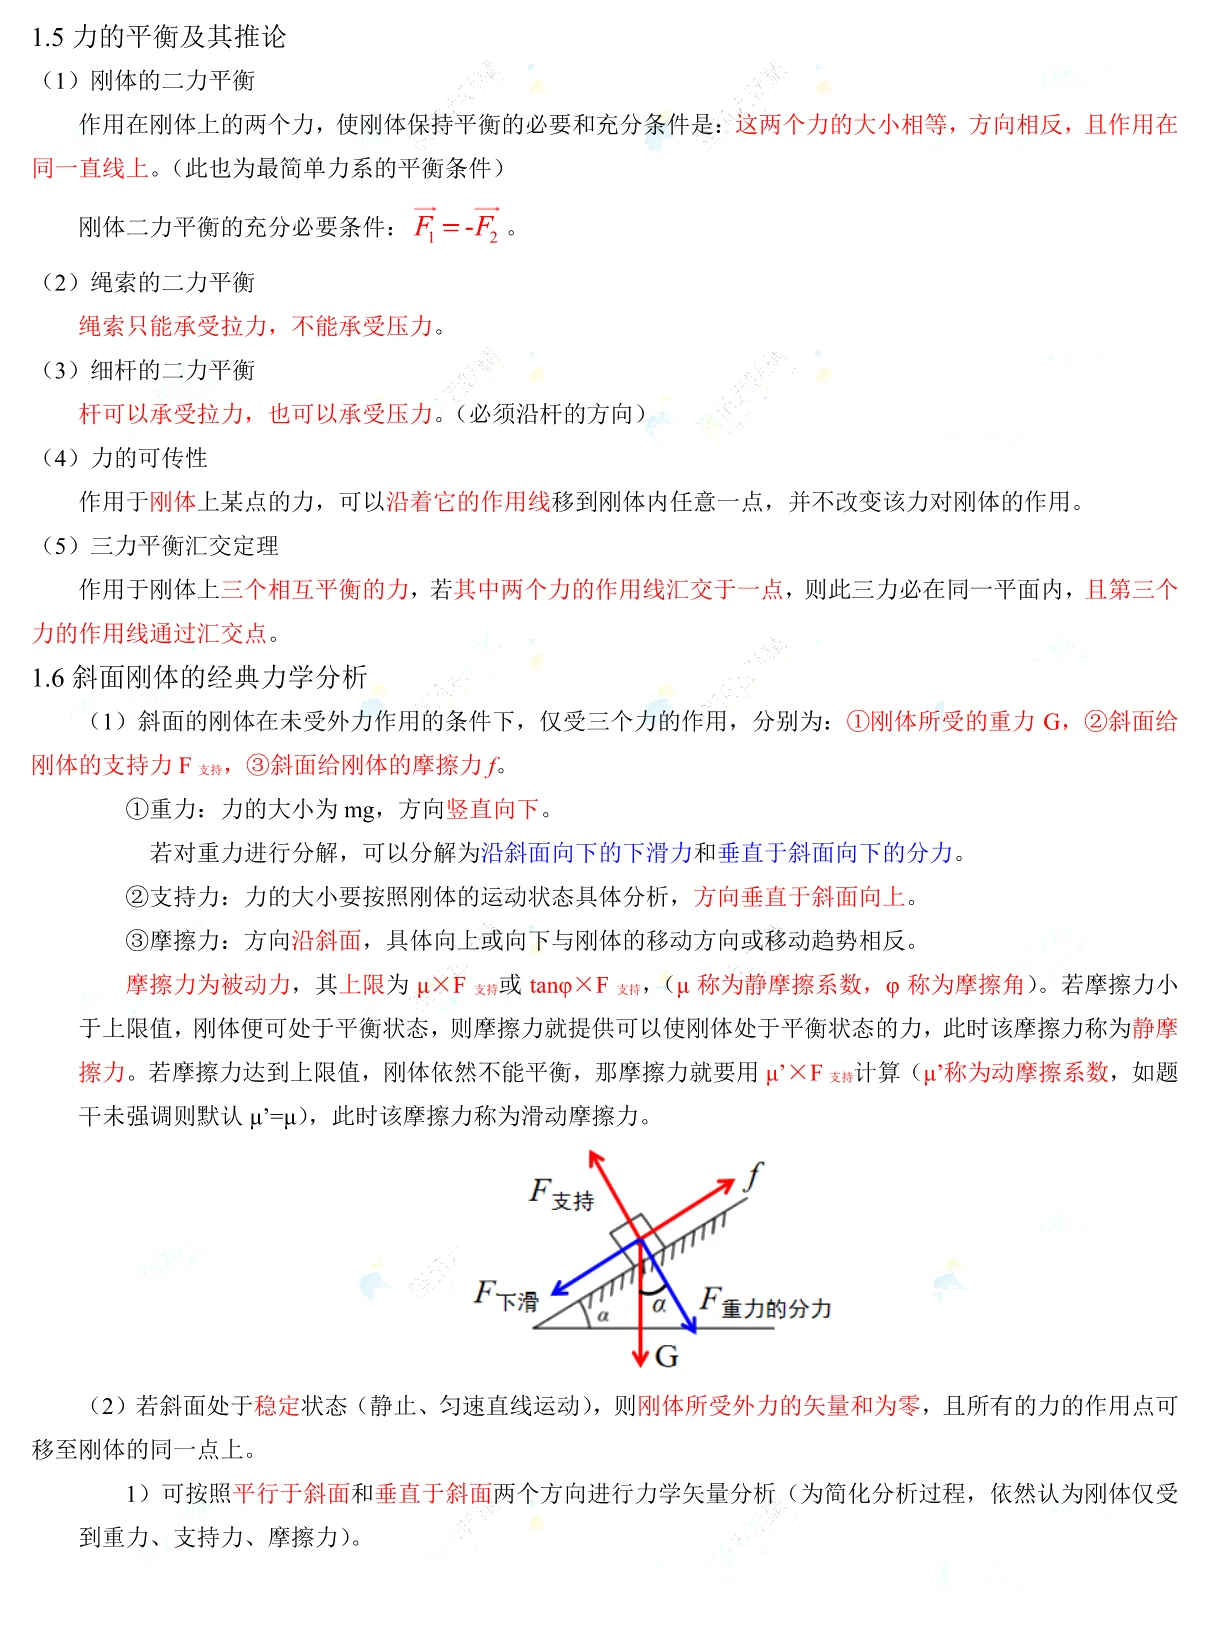 1.5 力的平衡及其推论
（1）刚体的二力平衡
作用在刚体上的两个力，使刚体保持平衡的必要和充分条件是：这两个力的大小相等，方向相反，且作用在
同一直线上。（此也为最简单力系的平衡条件）
刚体二力平衡的充分必要条件：F₁ = -F₂ 。
（2）绳索的二力平衡
绳索只能承受拉力，不能承受压力。
（3）细杆的二力平衡
杆可以承受拉力，也可以承受压力。（必须沿杆的方向）
（4）力的可传性
作用于刚体上某点的力，可以沿着它的作用线移到刚体内任意一点，并不改变该力对刚体的作用。
（5）三力平衡汇交定理
作用于刚体上三个相互平衡的力，若其中两个力的作用线汇交于一点，则此三力必在同一平面内，且第三个
力的作用线通过汇交点。
1.6 斜面刚体的经典力学分析
（1）斜面的刚体在未受外力作用的条件下，仅受三个力的作用，分别为：①刚体所受的重力 G，②斜面给
刚体的支持力 F 支持，③斜面给刚体的摩擦力 f。
①重力：力的大小为 mg，方向竖直向下。
若对重力进行分解，可以分解为沿斜面向下的下滑力和垂直于斜面向下的分力。
②支持力：力的大小要按照刚体的运动状态具体分析，方向垂直于斜面向上。
③摩擦力：方向沿斜面，具体向上或向下与刚体的移动方向或移动趋势相反。
摩擦力为被动力，其上限为 μ×F 支持或 tanφ×F 支持，（μ 称为静摩擦系数，φ 称为摩擦角）。若摩擦力小
于上限值，刚体便可处于平衡状态，则摩擦力就提供可以使刚体处于平衡状态的力，此时该摩擦力称为静摩
擦力。若摩擦力达到上限值，刚体依然不能平衡，那摩擦力就要用 μ’×F 支持计算（μ’称为动摩擦系数，如题
干未强调则默认 μ’=μ），此时该摩擦力称为滑动摩擦力。
F支持
f
F下滑
α
α
F重力的分力
G
（2）若斜面处于稳定状态（静止、匀速直线运动），则刚体所受外力的矢量和为零，且所有的力的作用点可
移至刚体的同一点上。
1）可按照平行于斜面和垂直于斜面两个方向进行力学矢量分析（为简化分析过程，依然认为刚体仅受
到重力、支持力、摩擦力）。